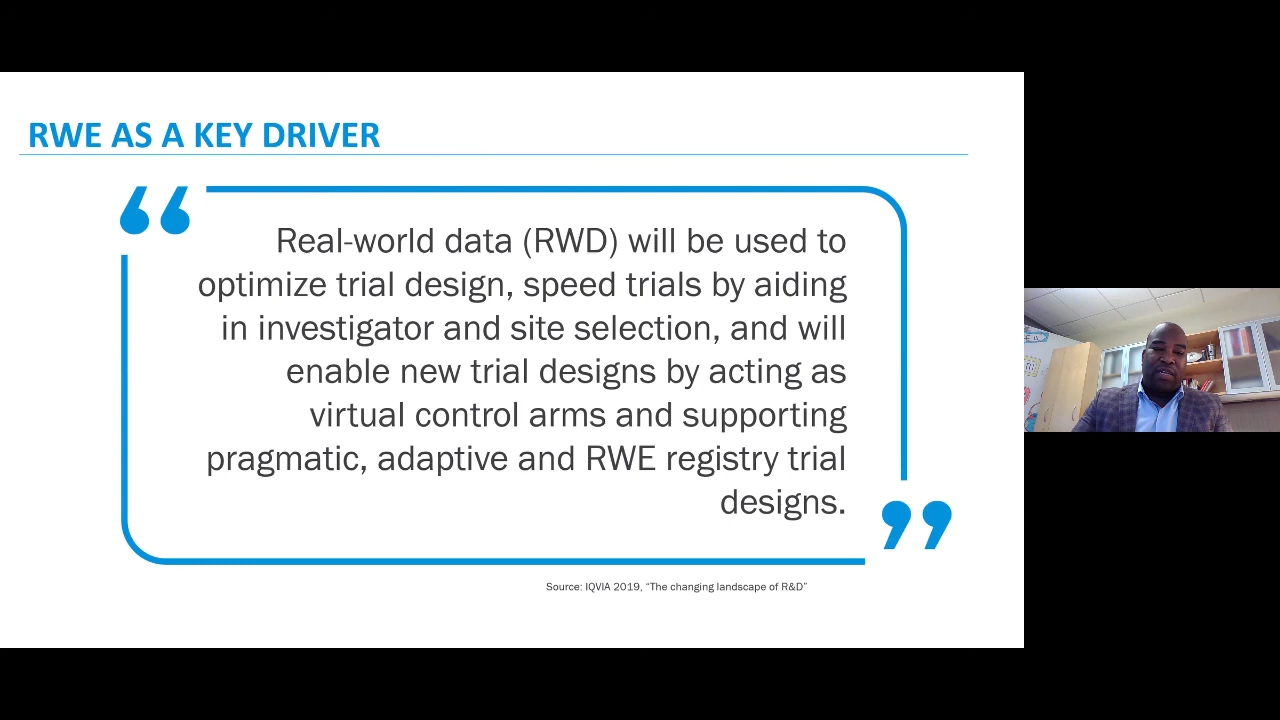 RWE AS A KEY DRIVER
“
Real-world data (RWD) will be used to
optimize trial design, speed trials by aiding
in investigator and site selection, and will
enable new trial designs by acting as
virtual control arms and supporting
pragmatic, adaptive and RWE registry trial
designs.
”
Source: IQVIA 2019, “The changing landscape of R&D”